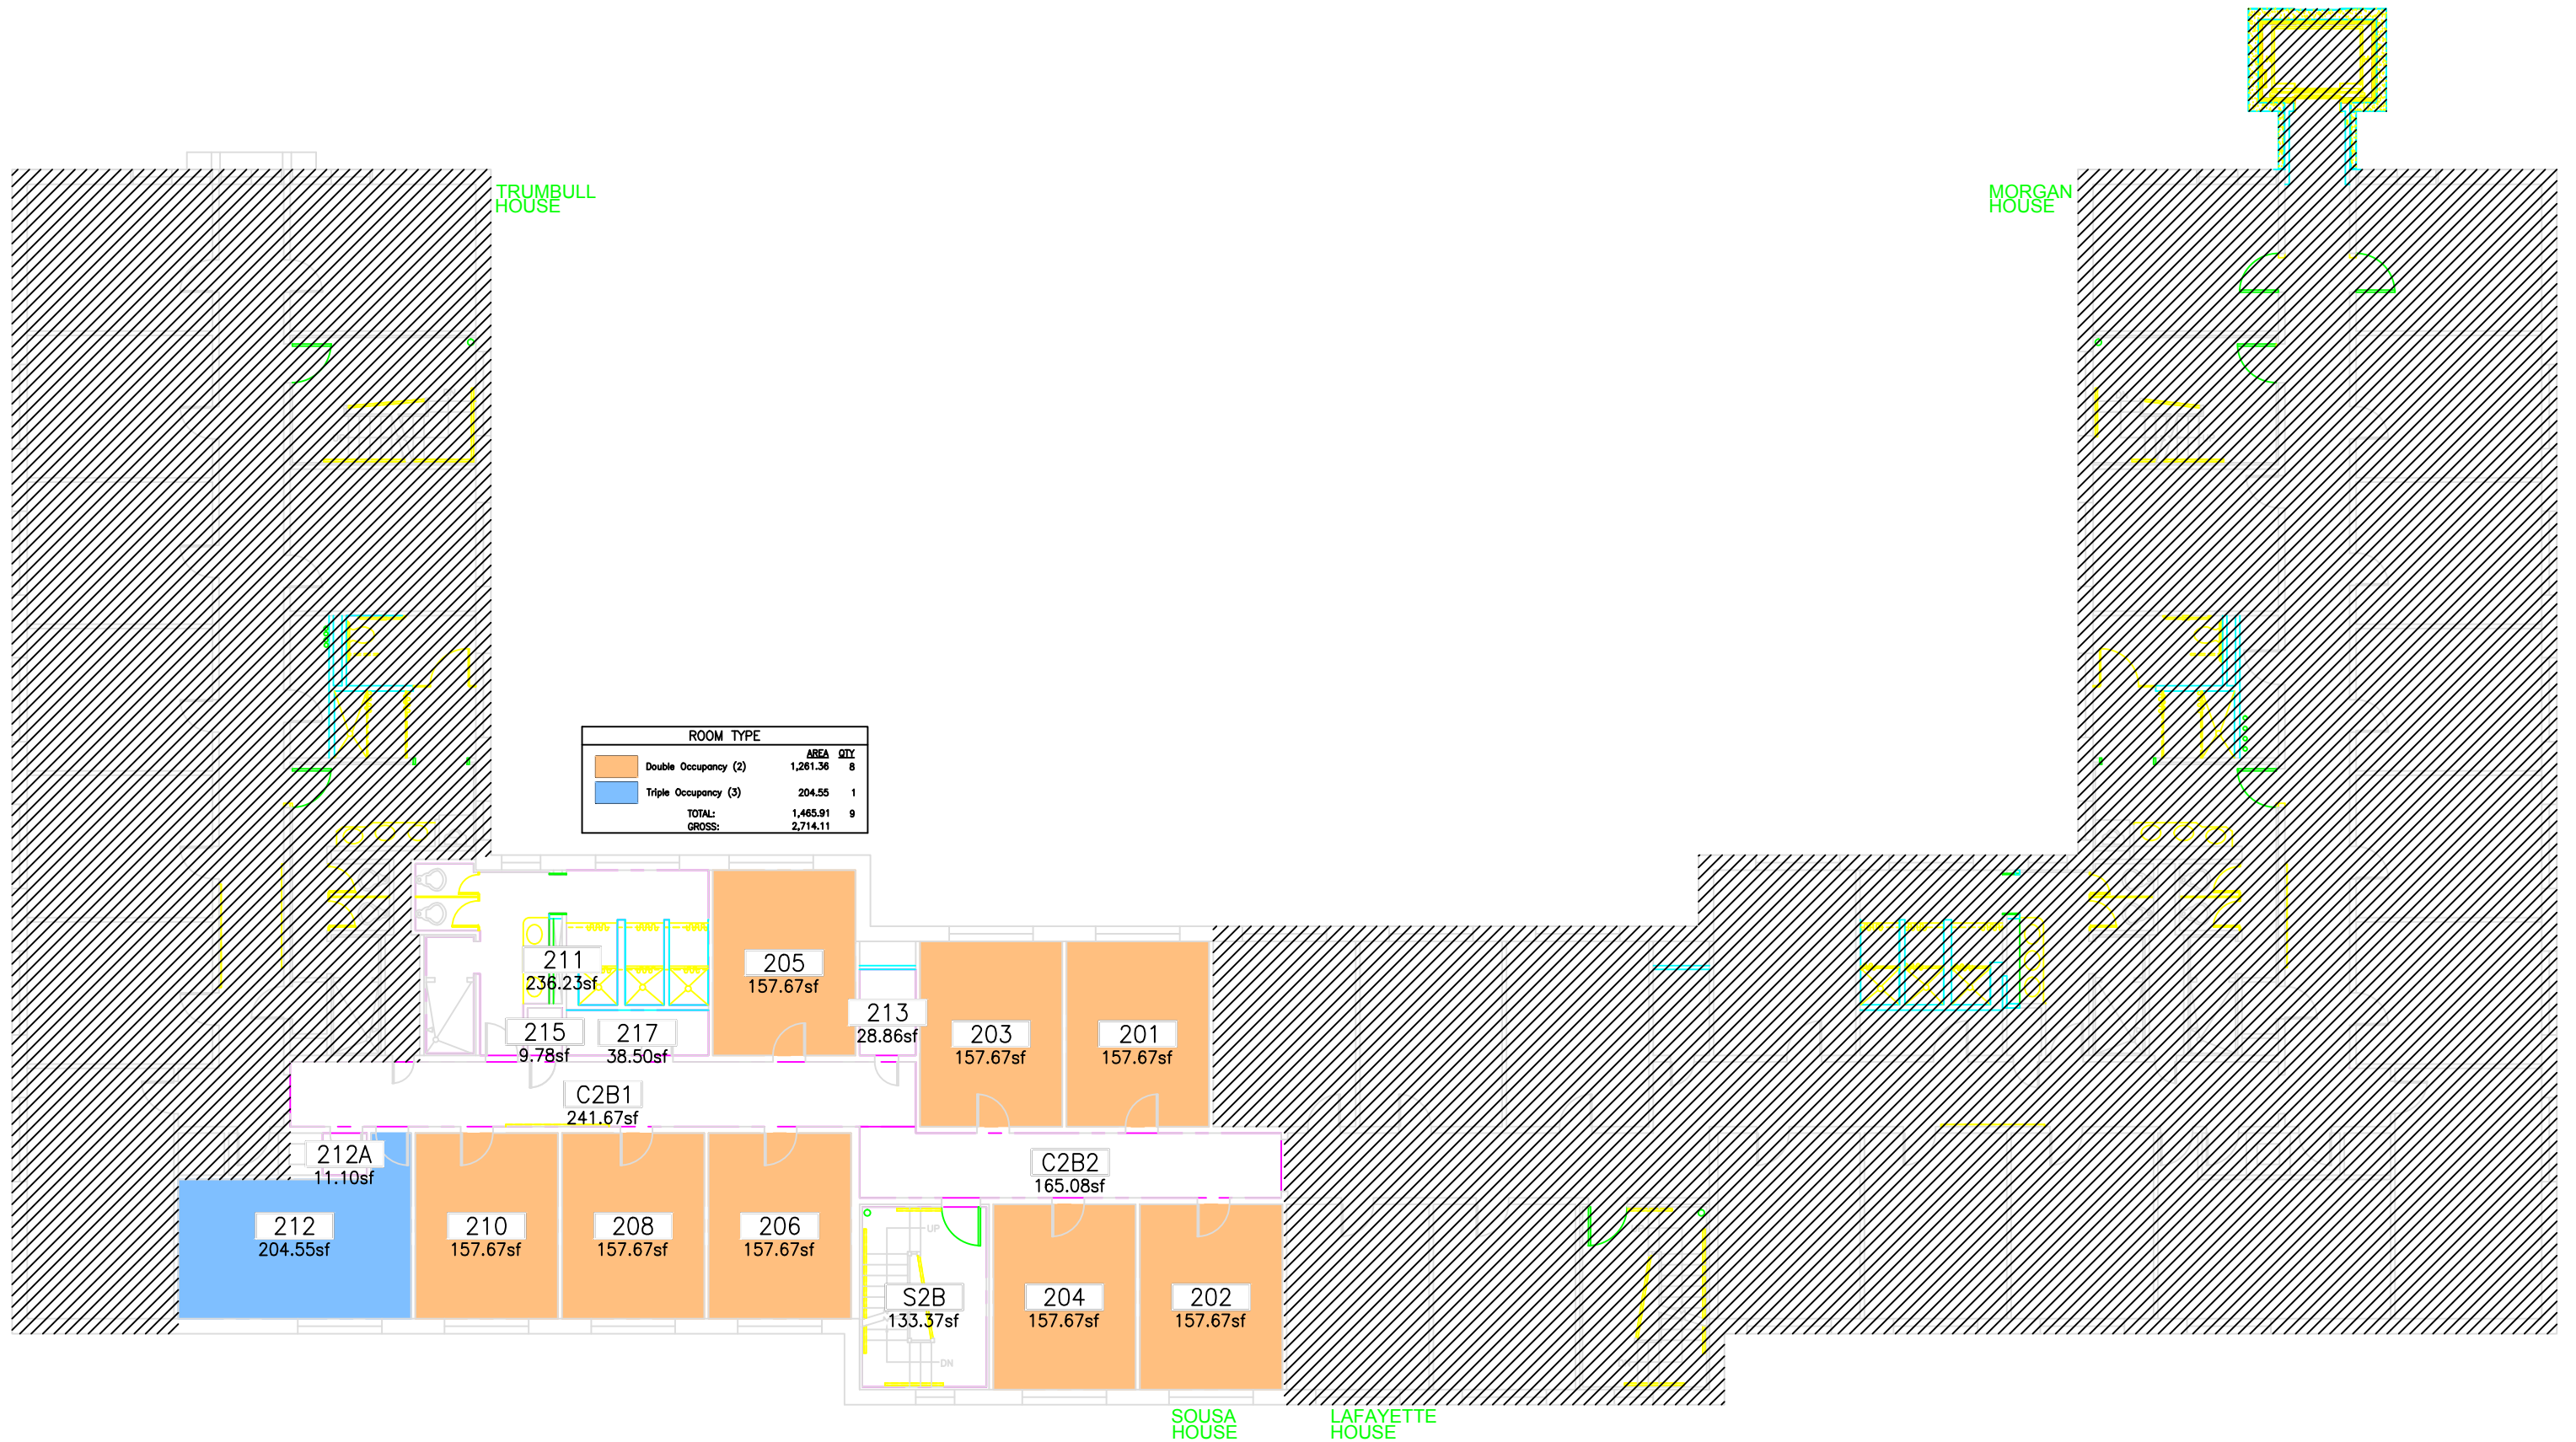 TRUMBULL
HOUSE
MORGAN
HOUSE
ROOM TYPE
AREA QTY
Double Occupancy (2) 1,261.36 8
Triple Occupancy (3) 204.55 1
TOTAL: 1,465.91 9
GROSS: 2,714.11
211
236.23sf
205
157.67sf
213
28.86sf
203
157.67sf
201
157.67sf
215
9.78sf
217
38.50sf
C2B1
241.67sf
212A
11.10sf
C2B2
165.08sf
212
204.55sf
210
157.67sf
208
157.67sf
206
157.67sf
UP
S2B
133.37sf
DN
204
157.67sf
202
157.67sf
SOUSA
HOUSE
LAFAYETTE
HOUSE